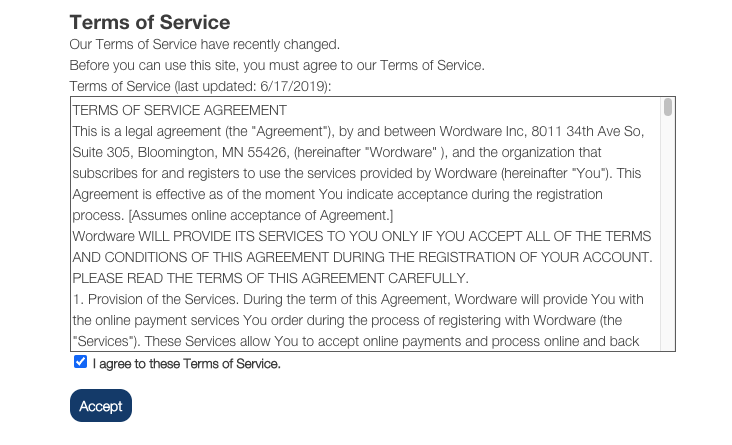 Terms of Service
Our Terms of Service have recently changed.
Before you can use this site, you must agree to our Terms of Service.
Terms of Service (last updated: 6/17/2019):
TERMS OF SERVICE AGREEMENT
This is a legal agreement (the "Agreement"), by and between Wordware Inc, 8011 34th Ave So,
Suite 305, Bloomington, MN 55426, (hereinafter "Wordware" ), and the organization that
subscribes for and registers to use the services provided by Wordware (hereinafter "You"). This
Agreement is effective as of the moment You indicate acceptance during the registration
process. [Assumes online acceptance of Agreement.]
Wordware WILL PROVIDE ITS SERVICES TO YOU ONLY IF YOU ACCEPT ALL OF THE TERMS
AND CONDITIONS OF THIS AGREEMENT DURING THE REGISTRATION OF YOUR ACCOUNT.
PLEASE READ THE TERMS OF THIS AGREEMENT CAREFULLY.
1. Provision of the Services. During the term of this Agreement, Wordware will provide You with
the online payment services You order during the process of registering with Wordware (the
"Services"). These Services allow You to accept online payments and process online and back
I agree to these Terms of Service.
Accept